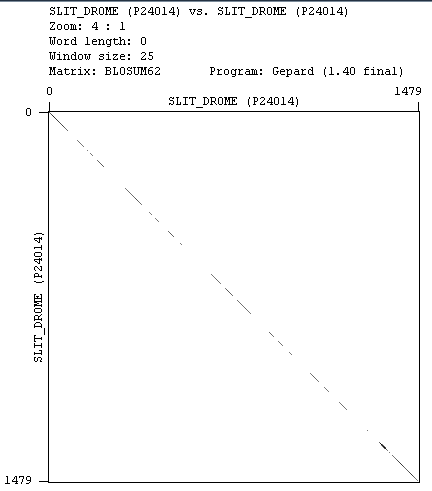 SLIT_DROME (P24014) vs. SLIT_DROME (P24014)
Zoom: 4 : 1
Word length: 0
Window size: 25
Matrix: BLOSUM62 Program: Gepard (1.40 final)
0 1479
SLIT_DROME (P24014)
0
SLIT_DROME (P24014)
1479